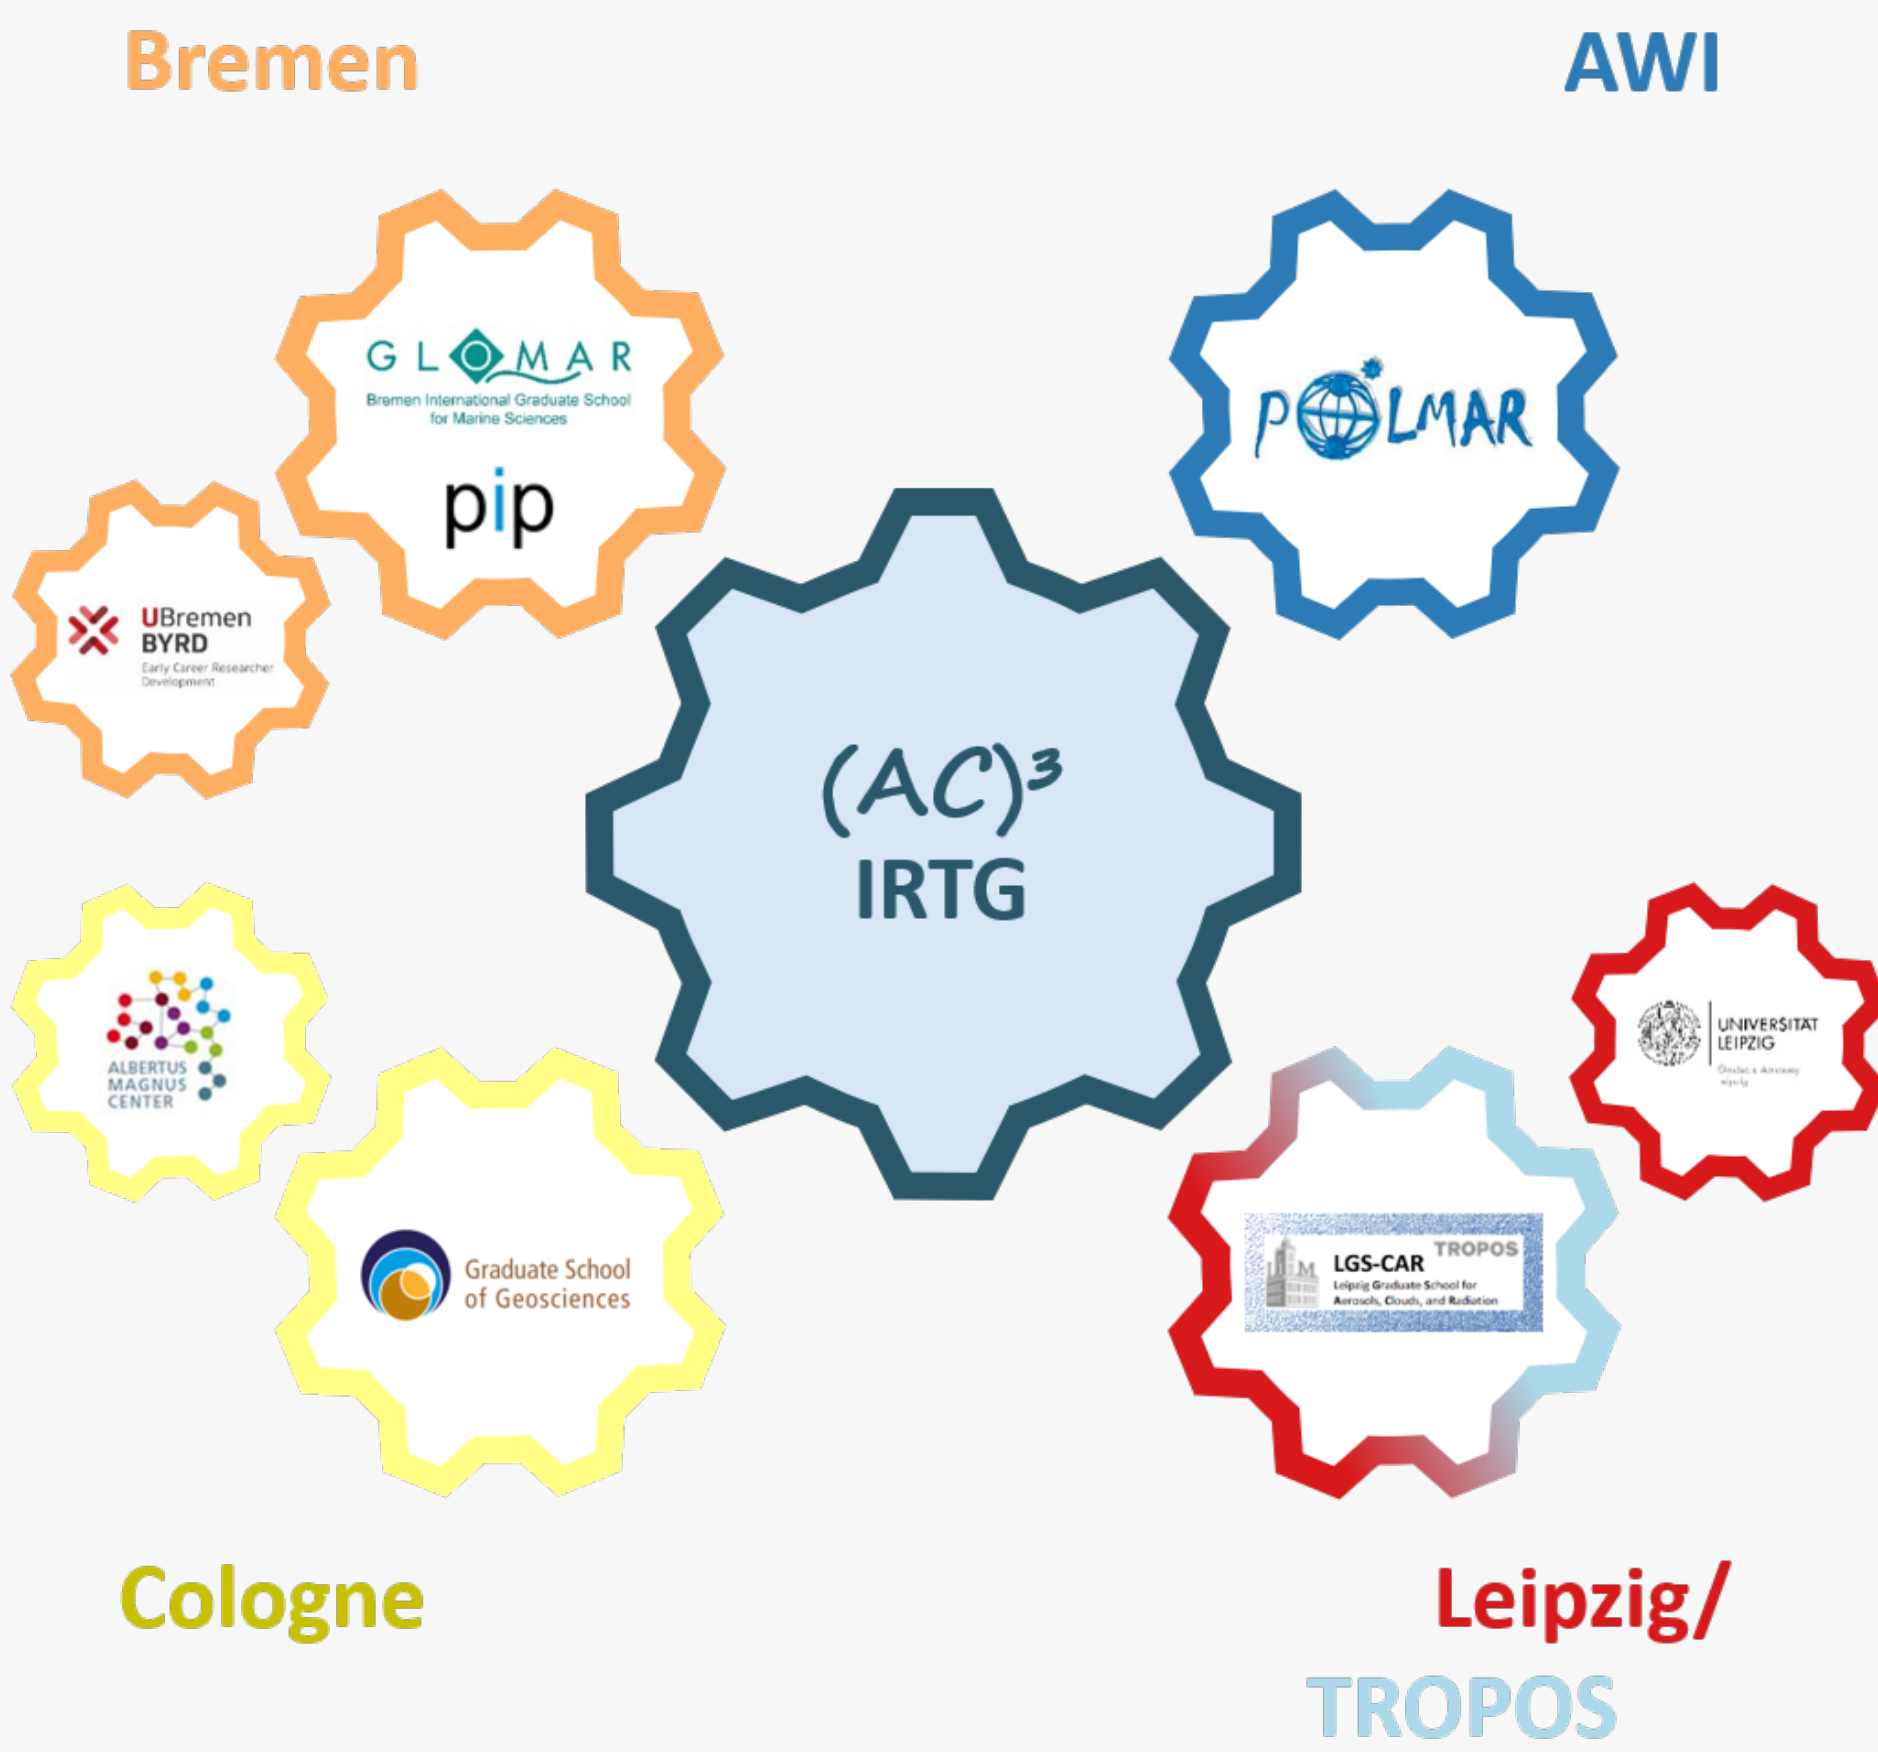 Bremen
AWI
GLOMAR
Bremen International Graduate School
for Marine Sciences
pip
POLMAR
UBremen
BYRD
Early Career Researcher
Development
(AC)³
IRTG
ALBERTUS
MAGNUS
CENTER
UNIVERSITÄT
LEIPZIG
Graduate School
of Geosciences
TROPOS
LGS-CAR
Leipzig Graduate School for
Aerosols, Clouds, and Radiation
Cologne
Leipzig/
TROPOS